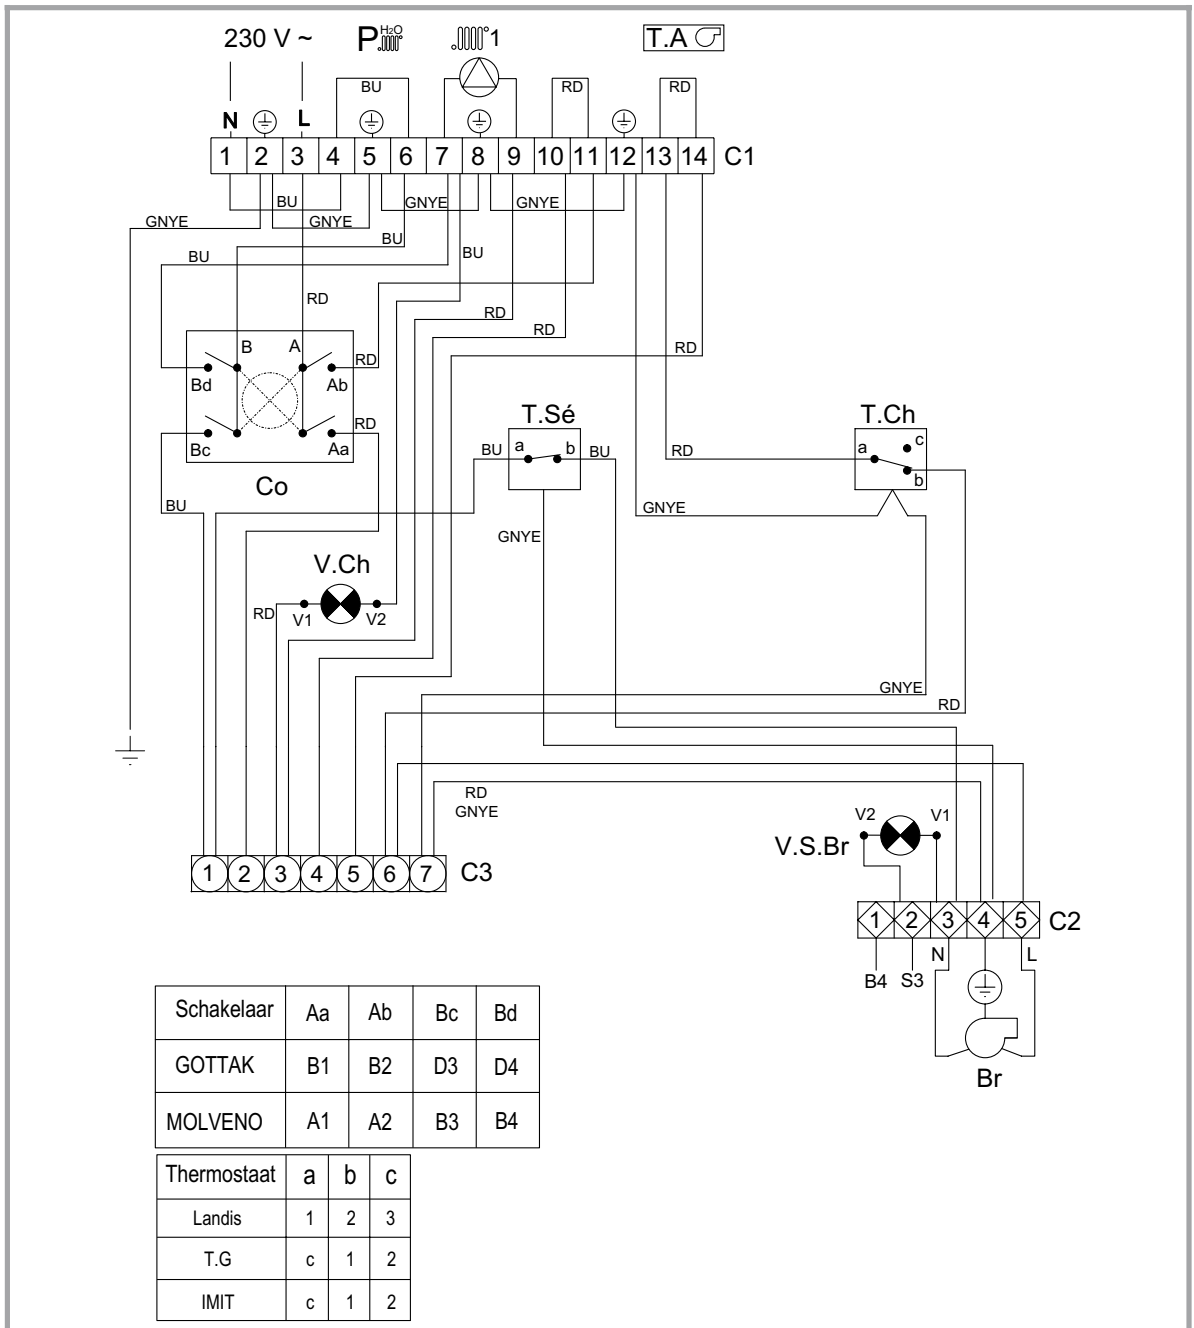 230 V ~
P H2O
°1
T.A
BU
RD
RD
N
L
1 2 3 4 5 6 7 8 9 10 11 12 13 14 C1
BU
GNYE
GNYE
GNYE
GNYE
BU
BU
BU
RD
RD
RD
RD
B A
RD
Bd Ab
RD
Bc Aa
Co
T.Sé
T.Ch
BU a b BU
RD a c
b
BU
GNYE
GNYE
V.Ch
RD V1 V2
GNYE
RD
RD
GNYE
V2 V1
V.S.Br
1 2 3 4 5 6 7 C3
1 2 3 4 5 C2
N L
B4 S3
Br
Schakelaar Aa Ab Bc Bd
GOTTAK B1 B2 D3 D4
MOLVENO A1 A2 B3 B4
Thermostaat a b c
Landis 1 2 3
T.G c 1 2
IMIT c 1 2